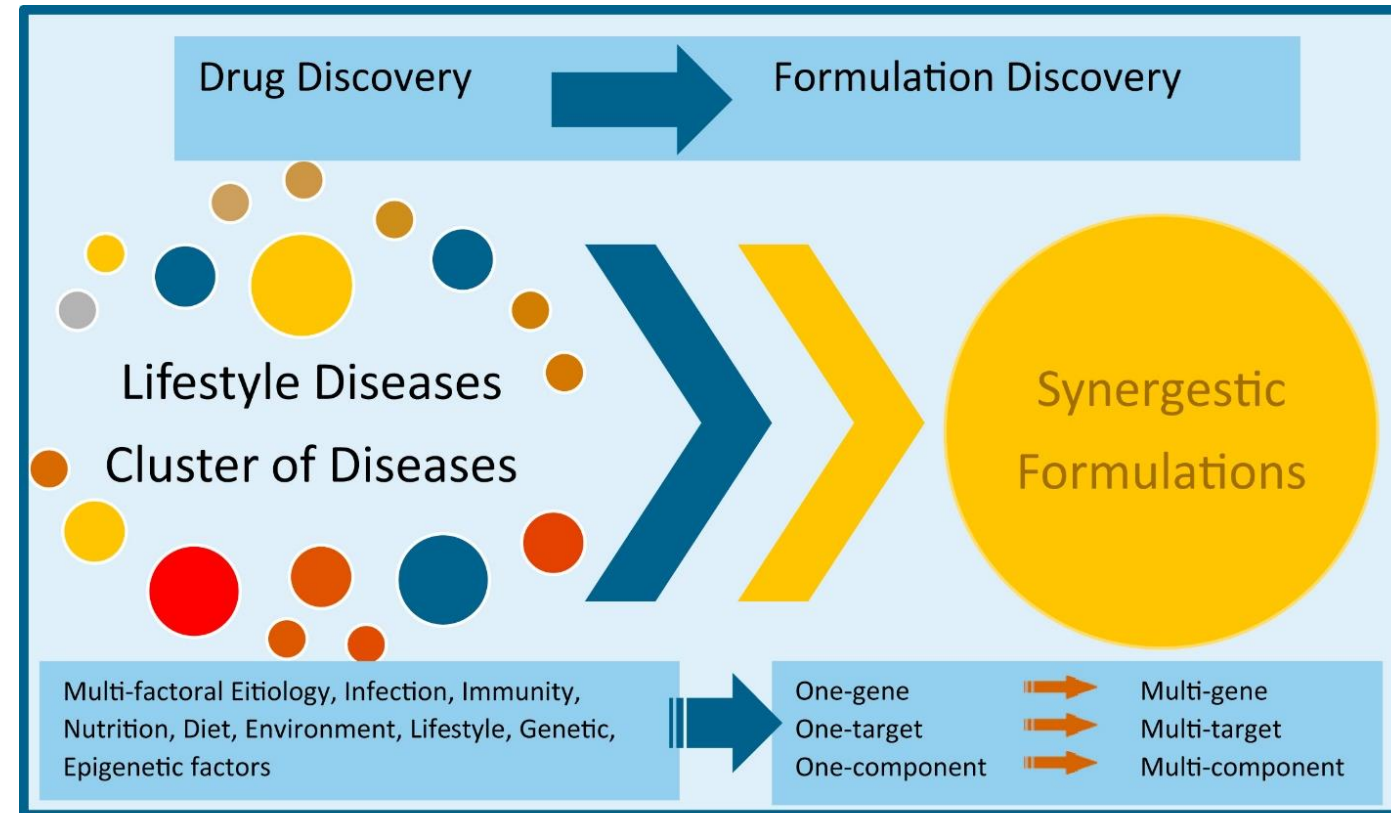 Drug Discovery
Formulation Discovery
Lifestyle Diseases
Cluster of Diseases
Synergestic
Formulations
Multi-factoral Eitiology, Infection, Immunity,
Nutrition, Diet, Environment, Lifestyle, Genetic,
Epigenetic factors
One-gene Multi-gene
One-target Multi-target
One-component Multi-component